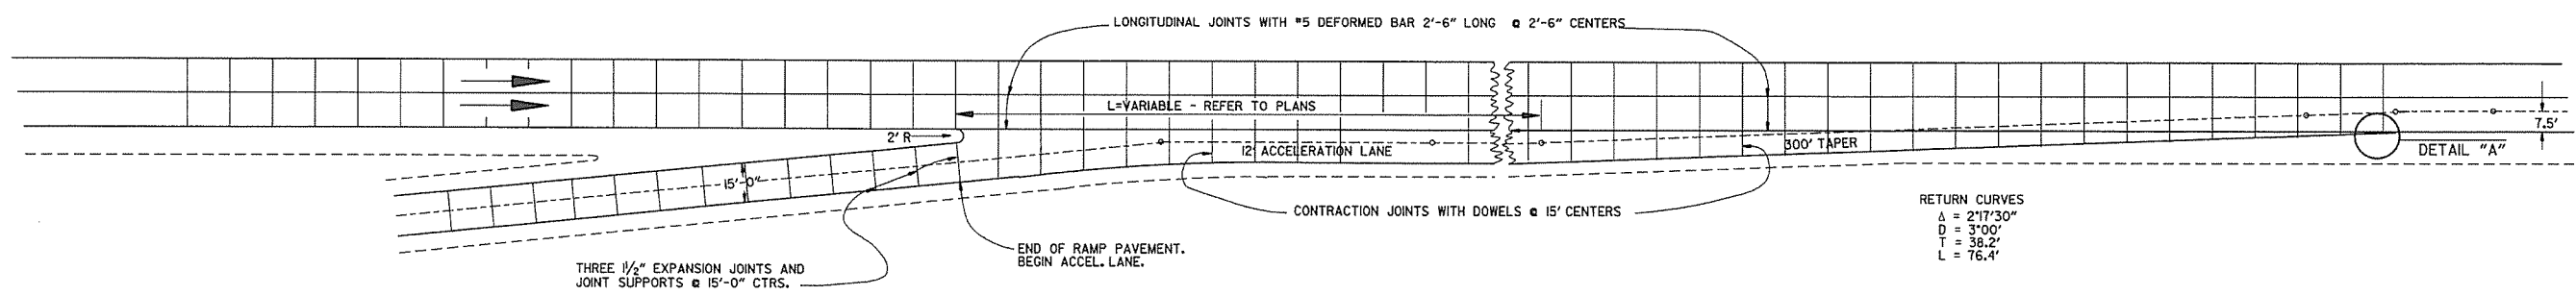 LONGITUDINAL JOINTS WITH #5 DEFORMED BAR 2'-6" LONG @ 2'-6" CENTERS
L=VARIABLE - REFER TO PLANS
2' R
12' ACCELERATION LANE
300' TAPER
7.5'
DETAIL "A"
15'-0"
CONTRACTION JOINTS WITH DOWELS @ 15' CENTERS
RETURN CURVES
Δ = 2°17'30"
D = 3°00'
T = 38.2'
L = 76.4'
END OF RAMP PAVEMENT.
BEGIN ACCEL. LANE.
THREE 1½" EXPANSION JOINTS AND
JOINT SUPPORTS @ 15'-0" CTRS.